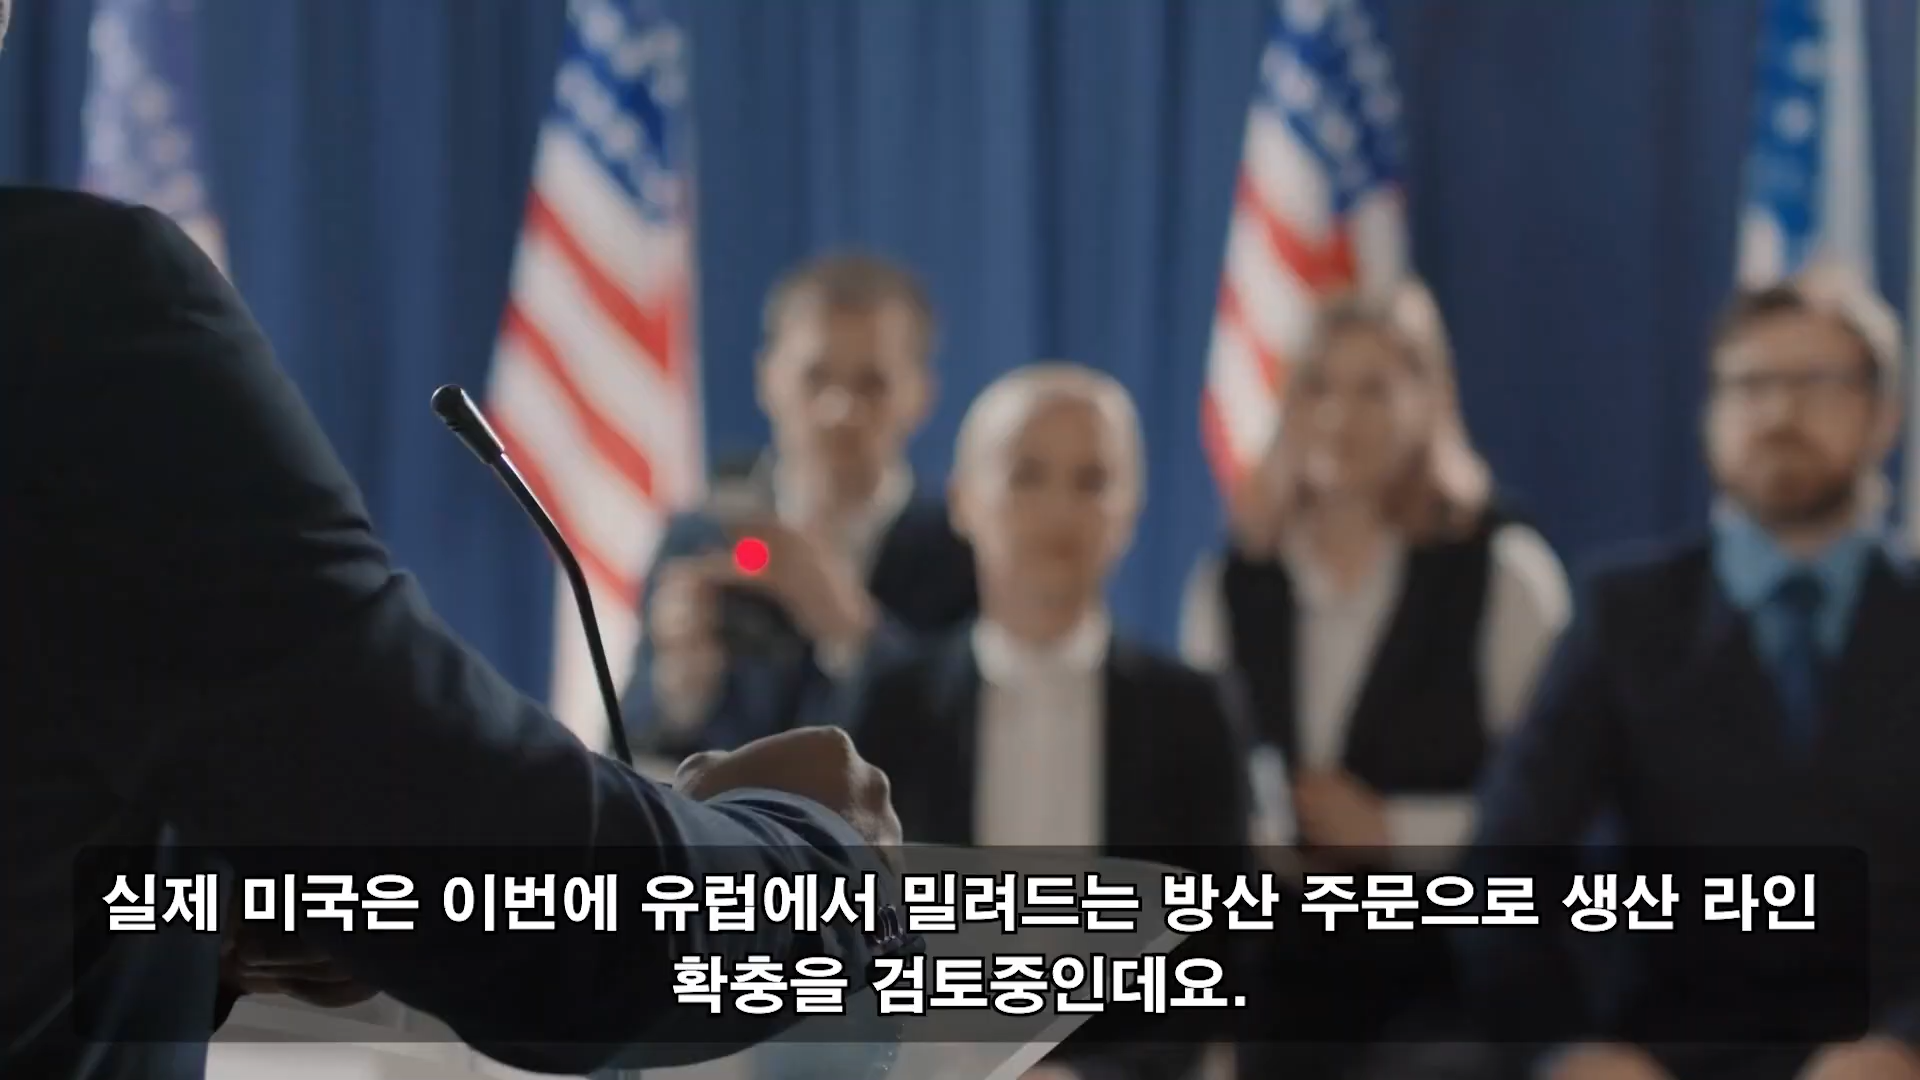 실제 미국은 이번에 유럽에서 밀려드는 방산 주문으로 생산 라인
확충을 검토중인데요.